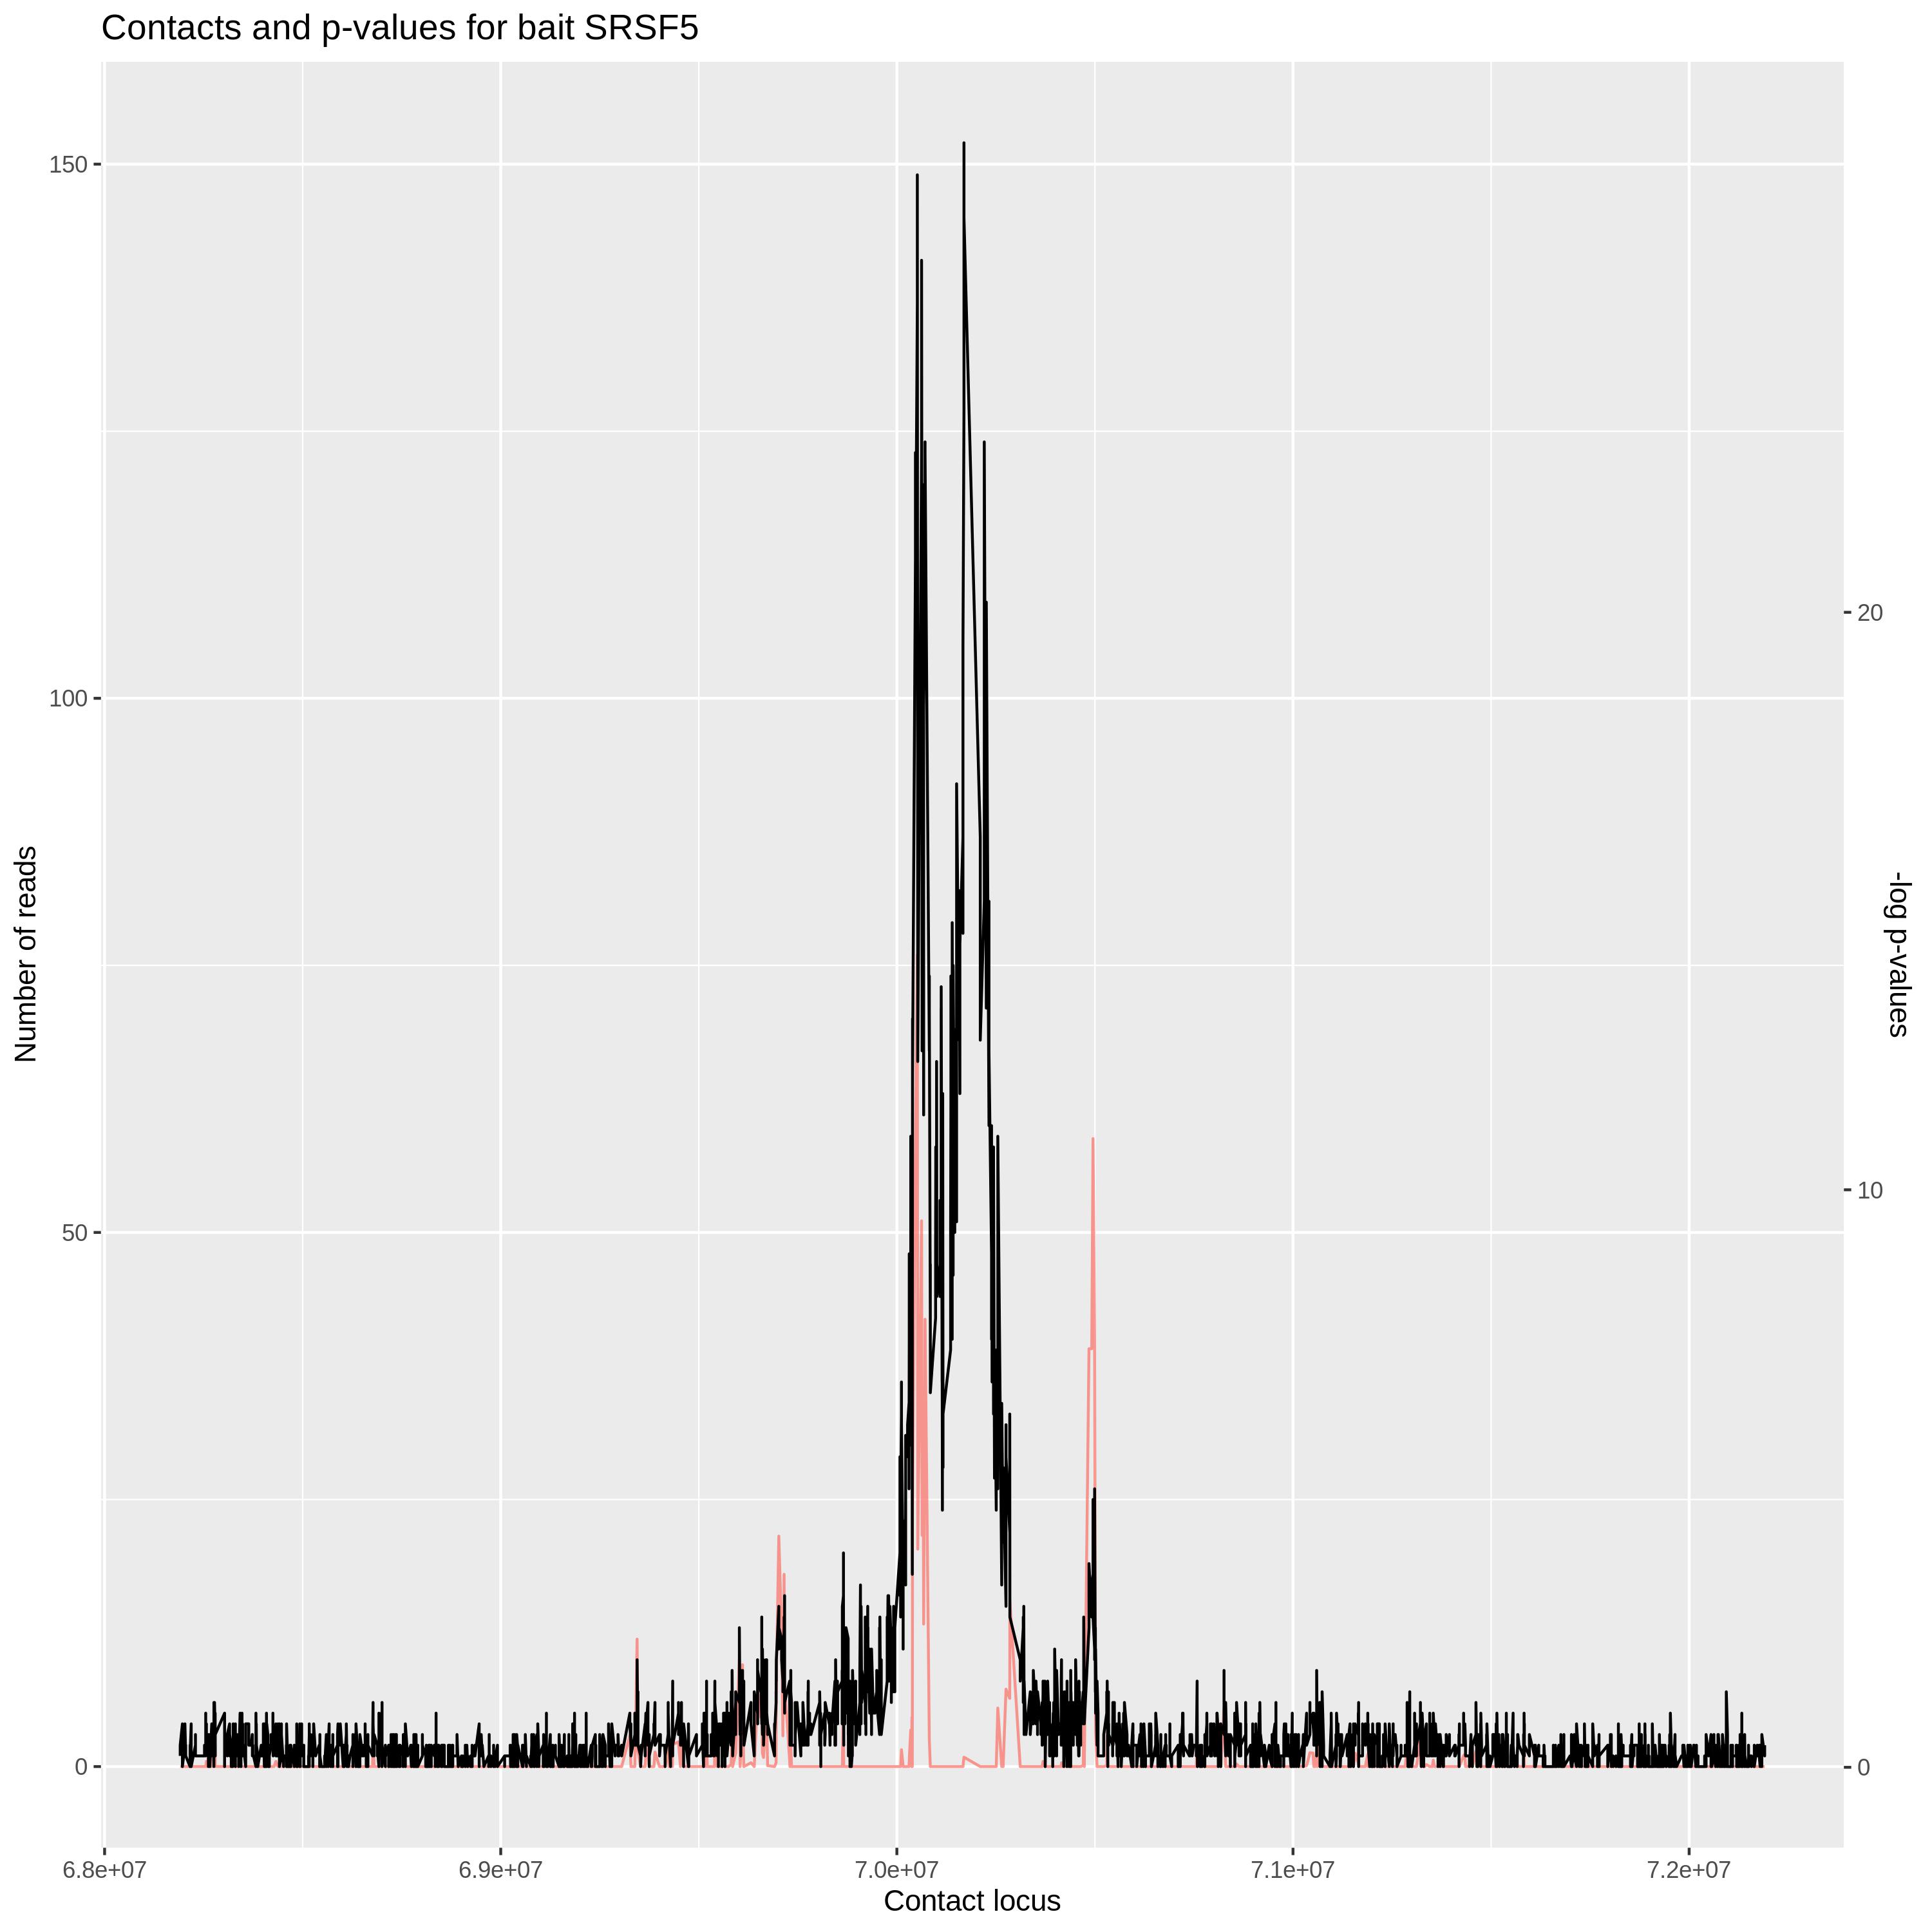 Contacts and p-values for bait SRSF5
150
100
50
0
Number of reads
20
10
0
-log p-values
6.8e+07
6.9e+07
7.0e+07
7.1e+07
7.2e+07
Contact locus